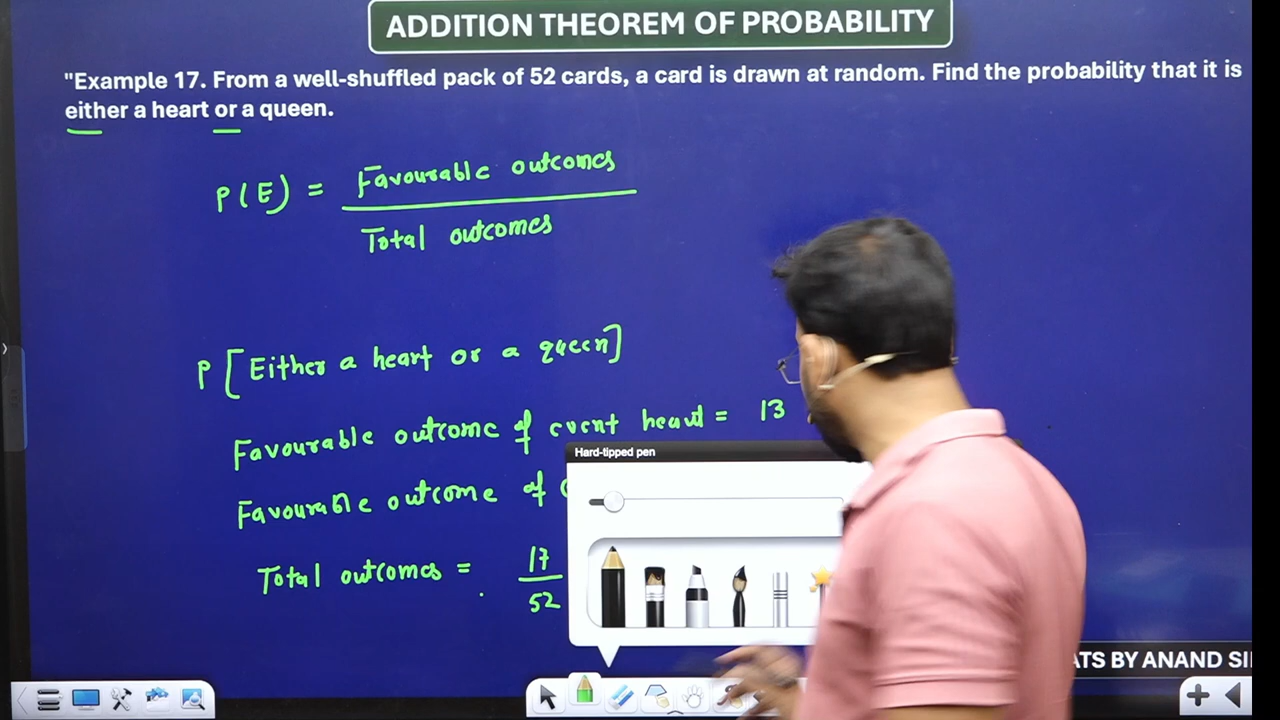 ADDITION THEOREM OF PROBABILITY
"Example 17. From a well-shuffled pack of 52 cards, a card is drawn at random. Find the probability that it is
either a heart or a queen.
P(E) = Favourable outcomes
Total outcomes
P [Either a heart or a queen]
Favourable outcome of event heart = 13
Hard-tipped pen
Favourable outcome of
Total outcomes = 17
52
BY ANAND